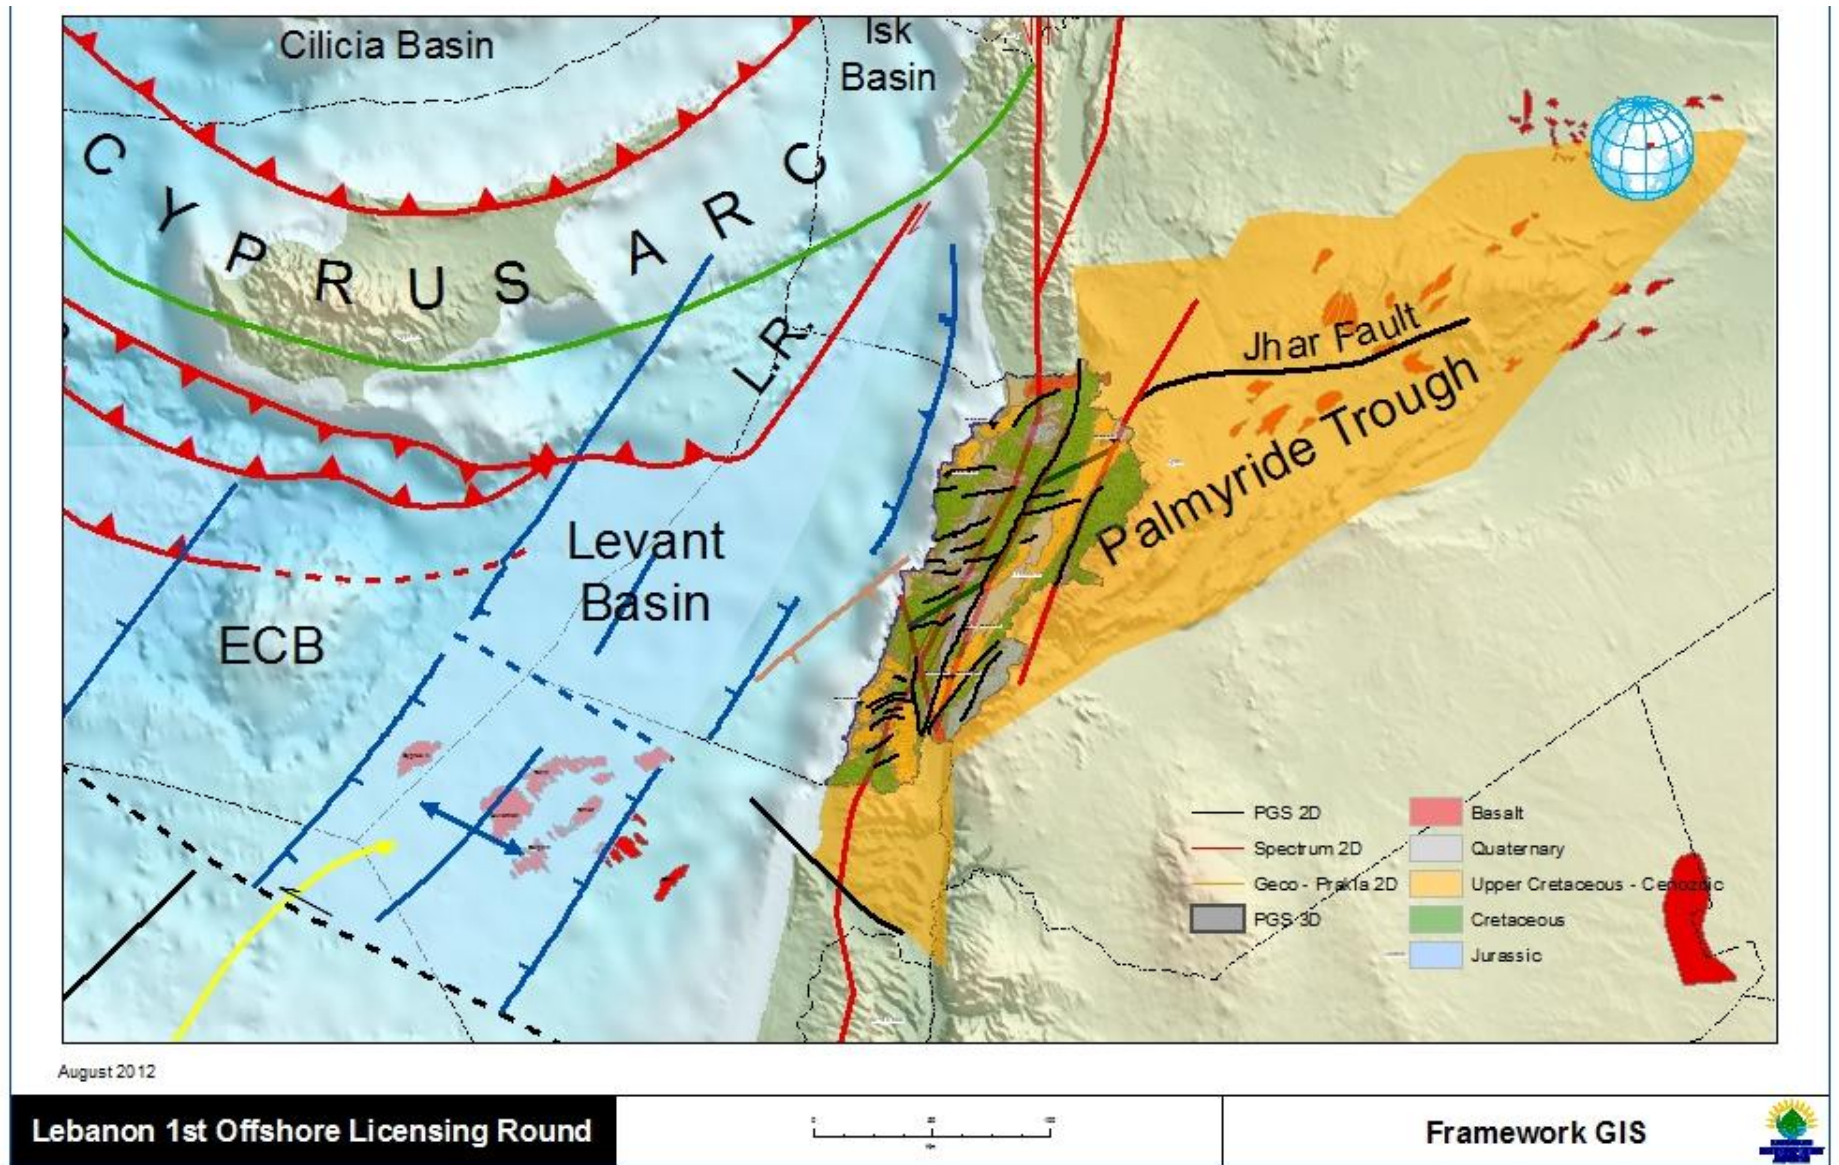 Cilicia Basin
Isk
Basin
CYPRUS ARC
L.R.
Jhar Fault
Palmyride Trough
Levant
Basin
ECB
PGS 2D
Spectrum 2D
Geco - Prakla 2D
PGS 3D
Basalt
Quaternary
Upper Cretaceous - Cenozoic
Cretaceous
Jurassic
August 2012
Lebanon 1st Offshore Licensing Round
Framework GIS